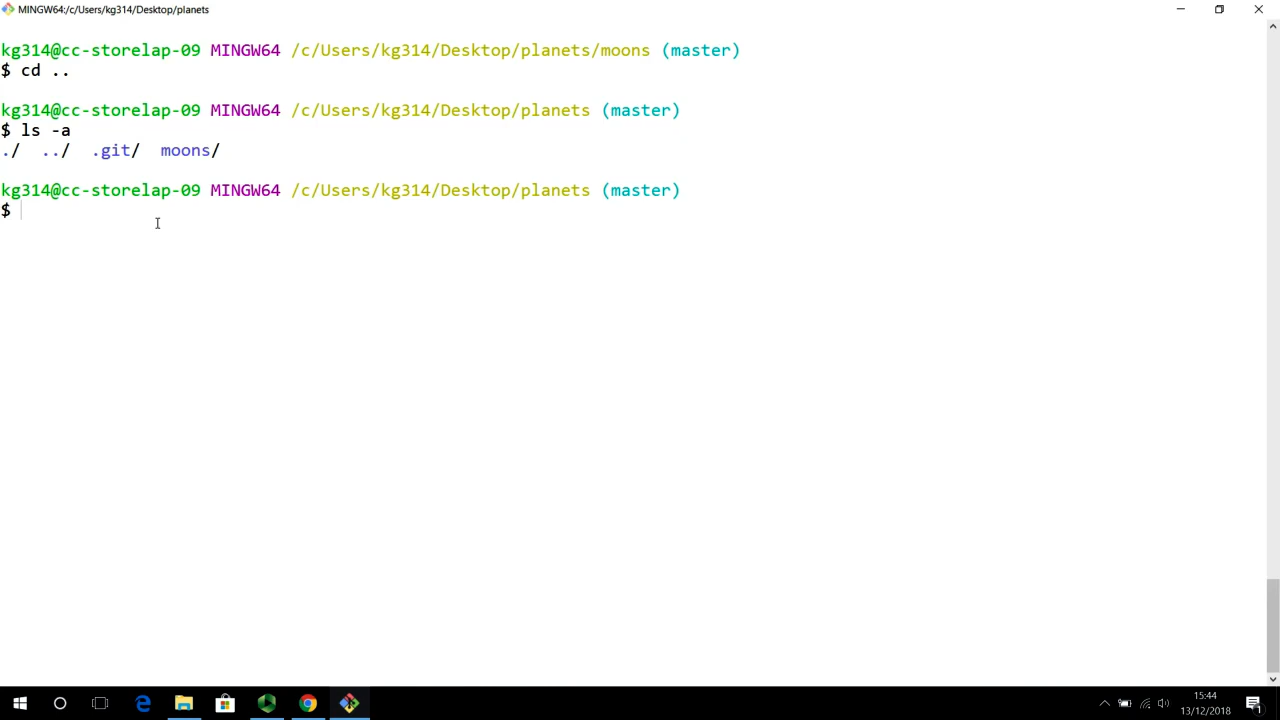 MINGW64:/c/Users/kg314/Desktop/planets
kg314@cc-storelap-09 MINGW64 /c/Users/kg314/Desktop/planets/moons (master)
$ cd ..
kg314@cc-storelap-09 MINGW64 /c/Users/kg314/Desktop/planets (master)
$ ls -a
./ ../ .git/ moons/
kg314@cc-storelap-09 MINGW64 /c/Users/kg314/Desktop/planets (master)
$
15:44
13/12/2018
1